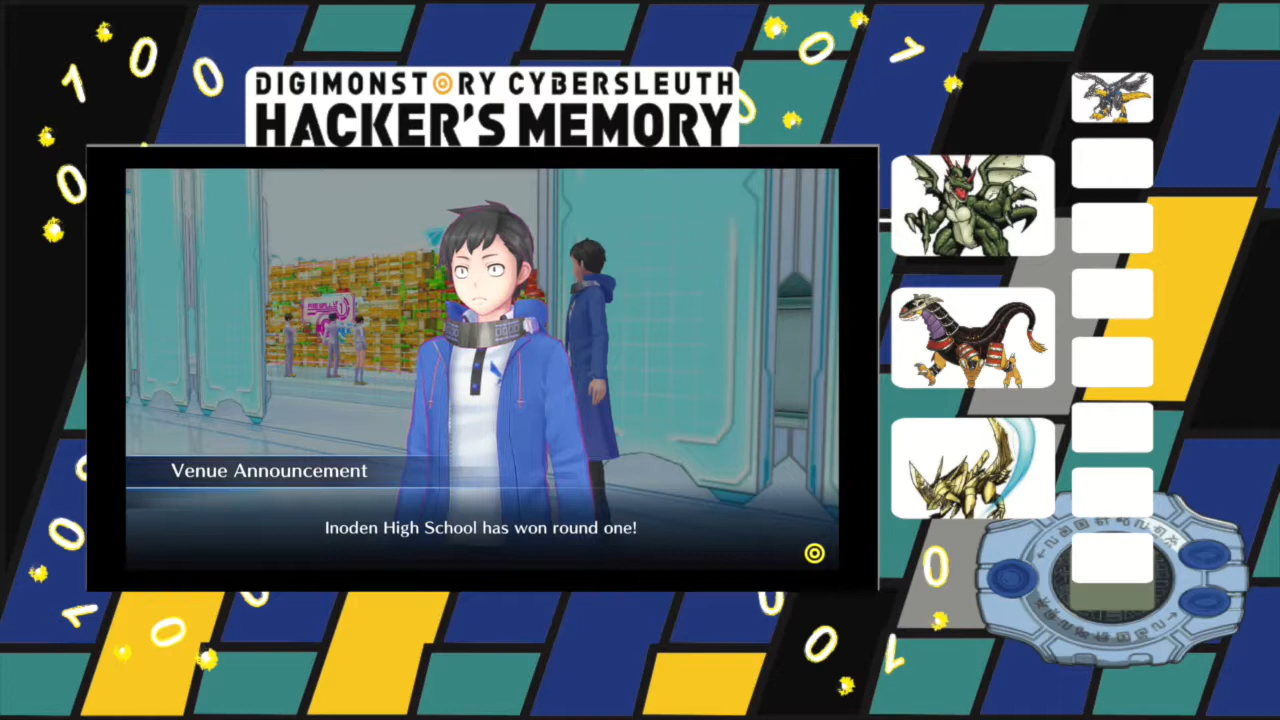 DIGIMONSTORY CYBERSLEUTH
HACKER'S MEMORY
Venue Announcement
Inoden High School has won round one!